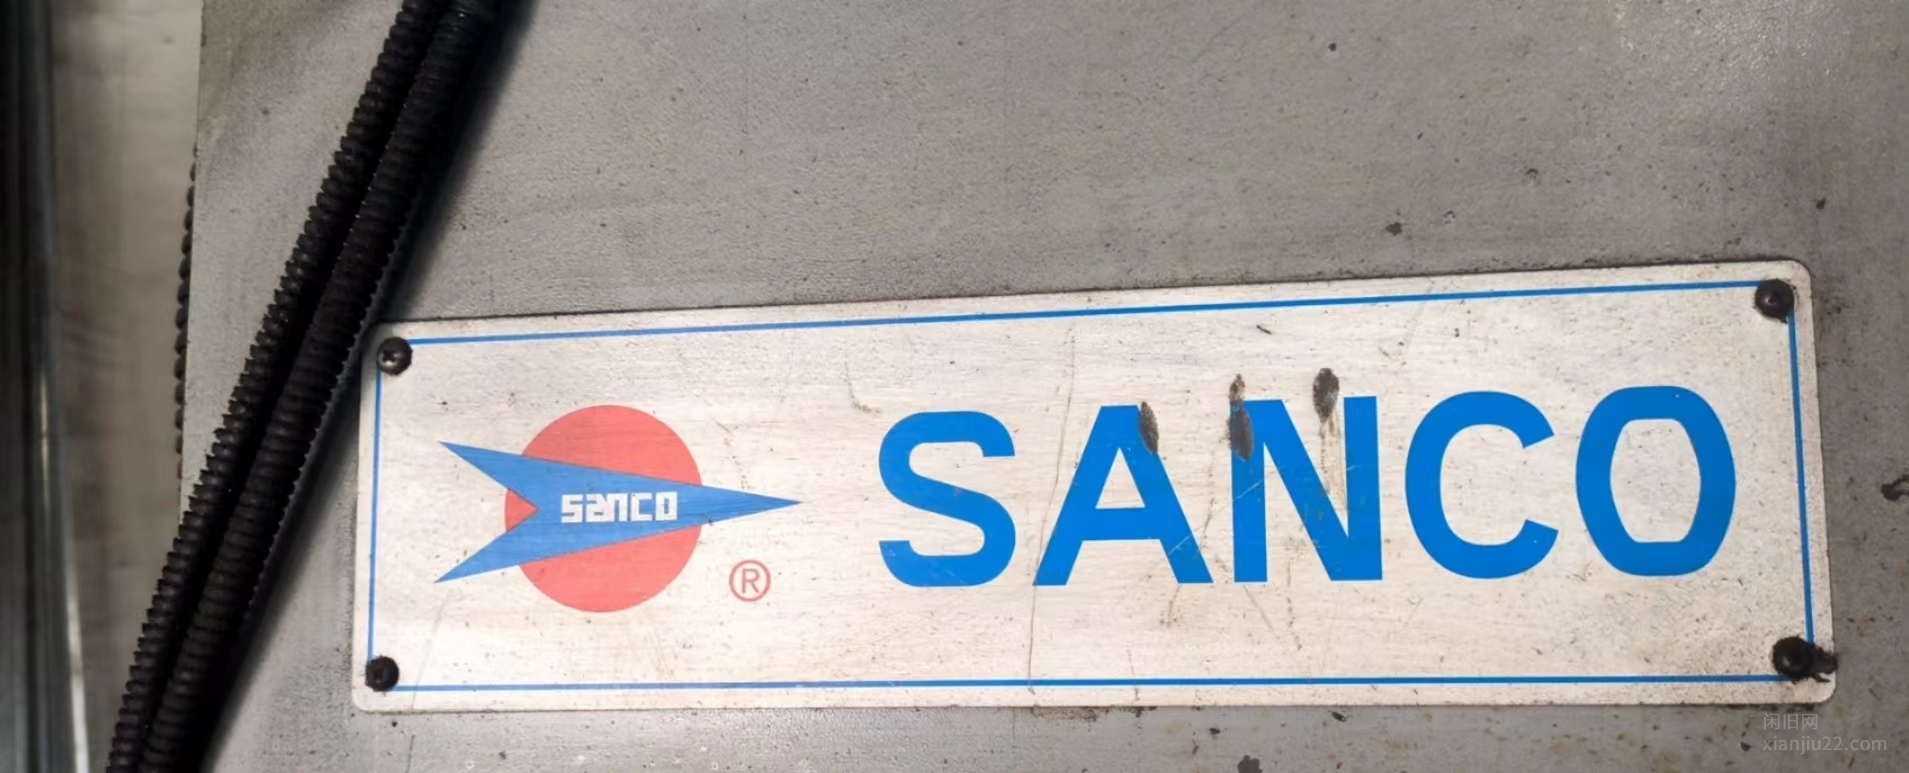 sanco
®
SANCO
闲旧网
xianjiu22.com